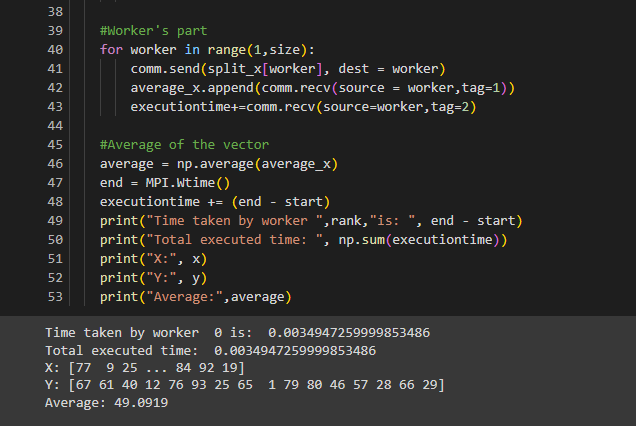 38
39 #Worker's part
40 for worker in range(1,size):
41 comm.send(split_x[worker], dest = worker)
42 average_x.append(comm.recv(source = worker,tag=1))
43 executiontime+=comm.recv(source=worker,tag=2)
44
45 #Average of the vector
46 average = np.average(average_x)
47 end = MPI.Wtime()
48 executiontime += (end - start)
49 print("Time taken by worker ",rank,"is: ", end - start)
50 print("Total executed time: ", np.sum(executiontime))
51 print("X:", x)
52 print("Y:", y)
53 print("Average:",average)
Time taken by worker  0 is:  0.0034947259999853486
Total executed time:  0.0034947259999853486
X: [77  9 25 ... 84 92 19]
Y: [67 61 40 12 76 93 25 65  1 79 80 46 57 28 66 29]
Average: 49.0919